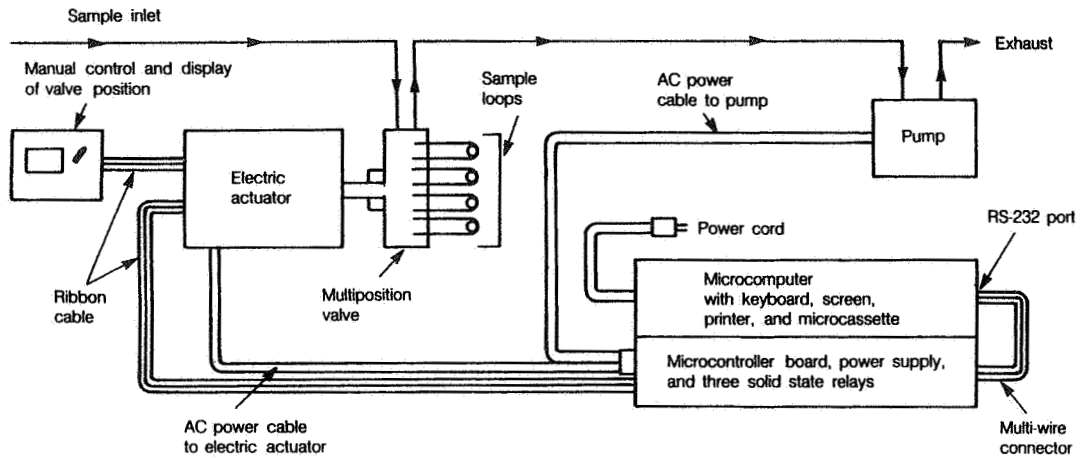 Sample inlet
Exhaust
Manual control and display
of valve position
Sample
loops
AC power
cable to pump
Pump
Electric
actuator
RS-232 port
Power cord
Ribbon
cable
Multiposition
valve
Microcomputer
with keyboard, screen,
printer, and microcassette
Microcontroller board, power supply,
and three solid state relays
AC power cable
to electric actuator
Multi-wire
connector